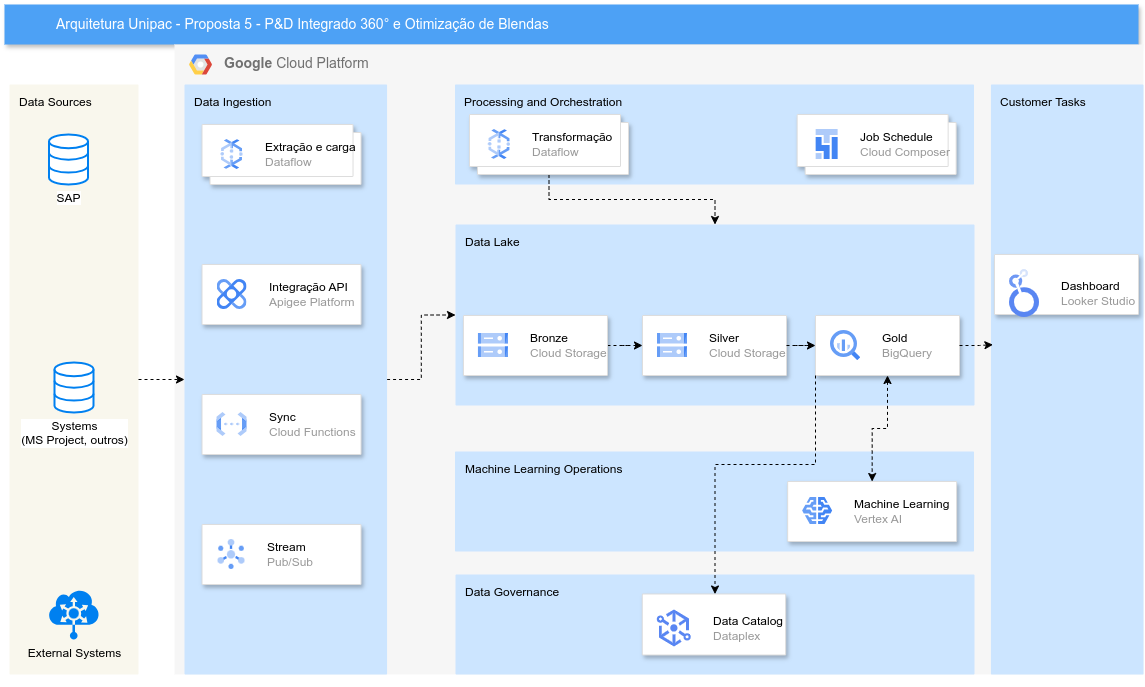 Arquitetura Unipac - Proposta 5 - P&D Integrado 360° e Otimização de Blendas
Google Cloud Platform
Data Sources
SAP
Systems
(MS Project, outros)
External Systems
Data Ingestion
Extração e carga
Dataflow
Integração API
Apigee Platform
Sync
Cloud Functions
Stream
Pub/Sub
Processing and Orchestration
Transformação
Dataflow
Job Schedule
Cloud Composer
Data Lake
Bronze
Cloud Storage
Silver
Cloud Storage
Gold
BigQuery
Machine Learning Operations
Machine Learning
Vertex AI
Data Governance
Data Catalog
Dataplex
Customer Tasks
Dashboard
Looker Studio